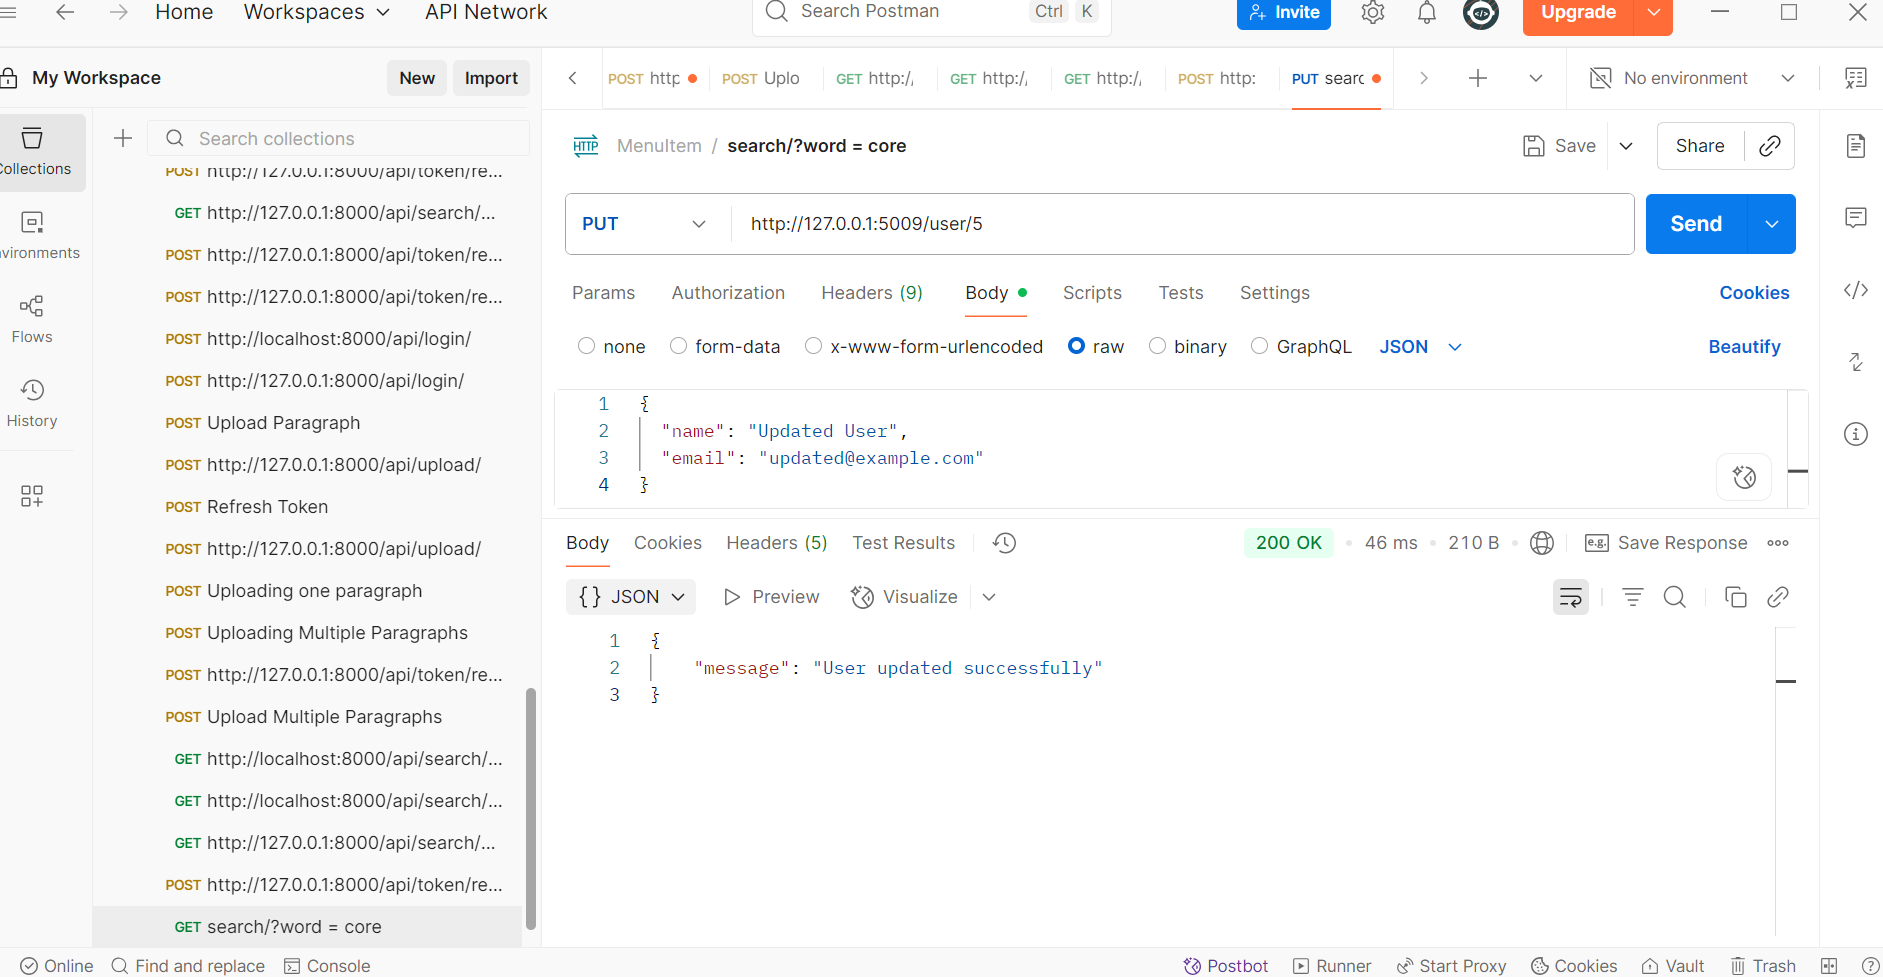 Home Workspaces API Network Search Postman Ctrl K Invite Upgrade
My Workspace New Import
POST http POST Uplo GET http:/ GET http:/ GET http:/ POST http: PUT searc No environment
Search collections
Collections
Environments
Flows
History
POST http://127.0.0.1:8000/api/token/re...
GET http://127.0.0.1:8000/api/search/...
POST http://127.0.0.1:8000/api/token/re...
POST http://127.0.0.1:8000/api/token/re...
POST http://localhost:8000/api/login/
POST http://127.0.0.1:8000/api/login/
POST Upload Paragraph
POST http://127.0.0.1:8000/api/upload/
POST Refresh Token
POST http://127.0.0.1:8000/api/upload/
POST Uploading one paragraph
POST Uploading Multiple Paragraphs
POST http://127.0.0.1:8000/api/token/re...
POST Upload Multiple Paragraphs
GET http://localhost:8000/api/search/...
GET http://localhost:8000/api/search/...
GET http://127.0.0.1:8000/api/search/...
POST http://127.0.0.1:8000/api/token/re...
GET search/?word = core
HTTP MenuItem / search/?word = core Save Share
PUT http://127.0.0.1:5009/user/5 Send
Params Authorization Headers (9) Body Scripts Tests Settings Cookies
none form-data x-www-form-urlencoded raw binary GraphQL JSON Beautify
1 {
2 "name": "Updated User",
3 "email": "updated@example.com"
4 }
Body Cookies Headers (5) Test Results 200 OK 46 ms 210 B e.g. Save Response
{} JSON Preview Visualize
1 {
2 "message": "User updated successfully"
3 }
Online Find and replace Console Postbot Runner Start Proxy Cookies Vault Trash